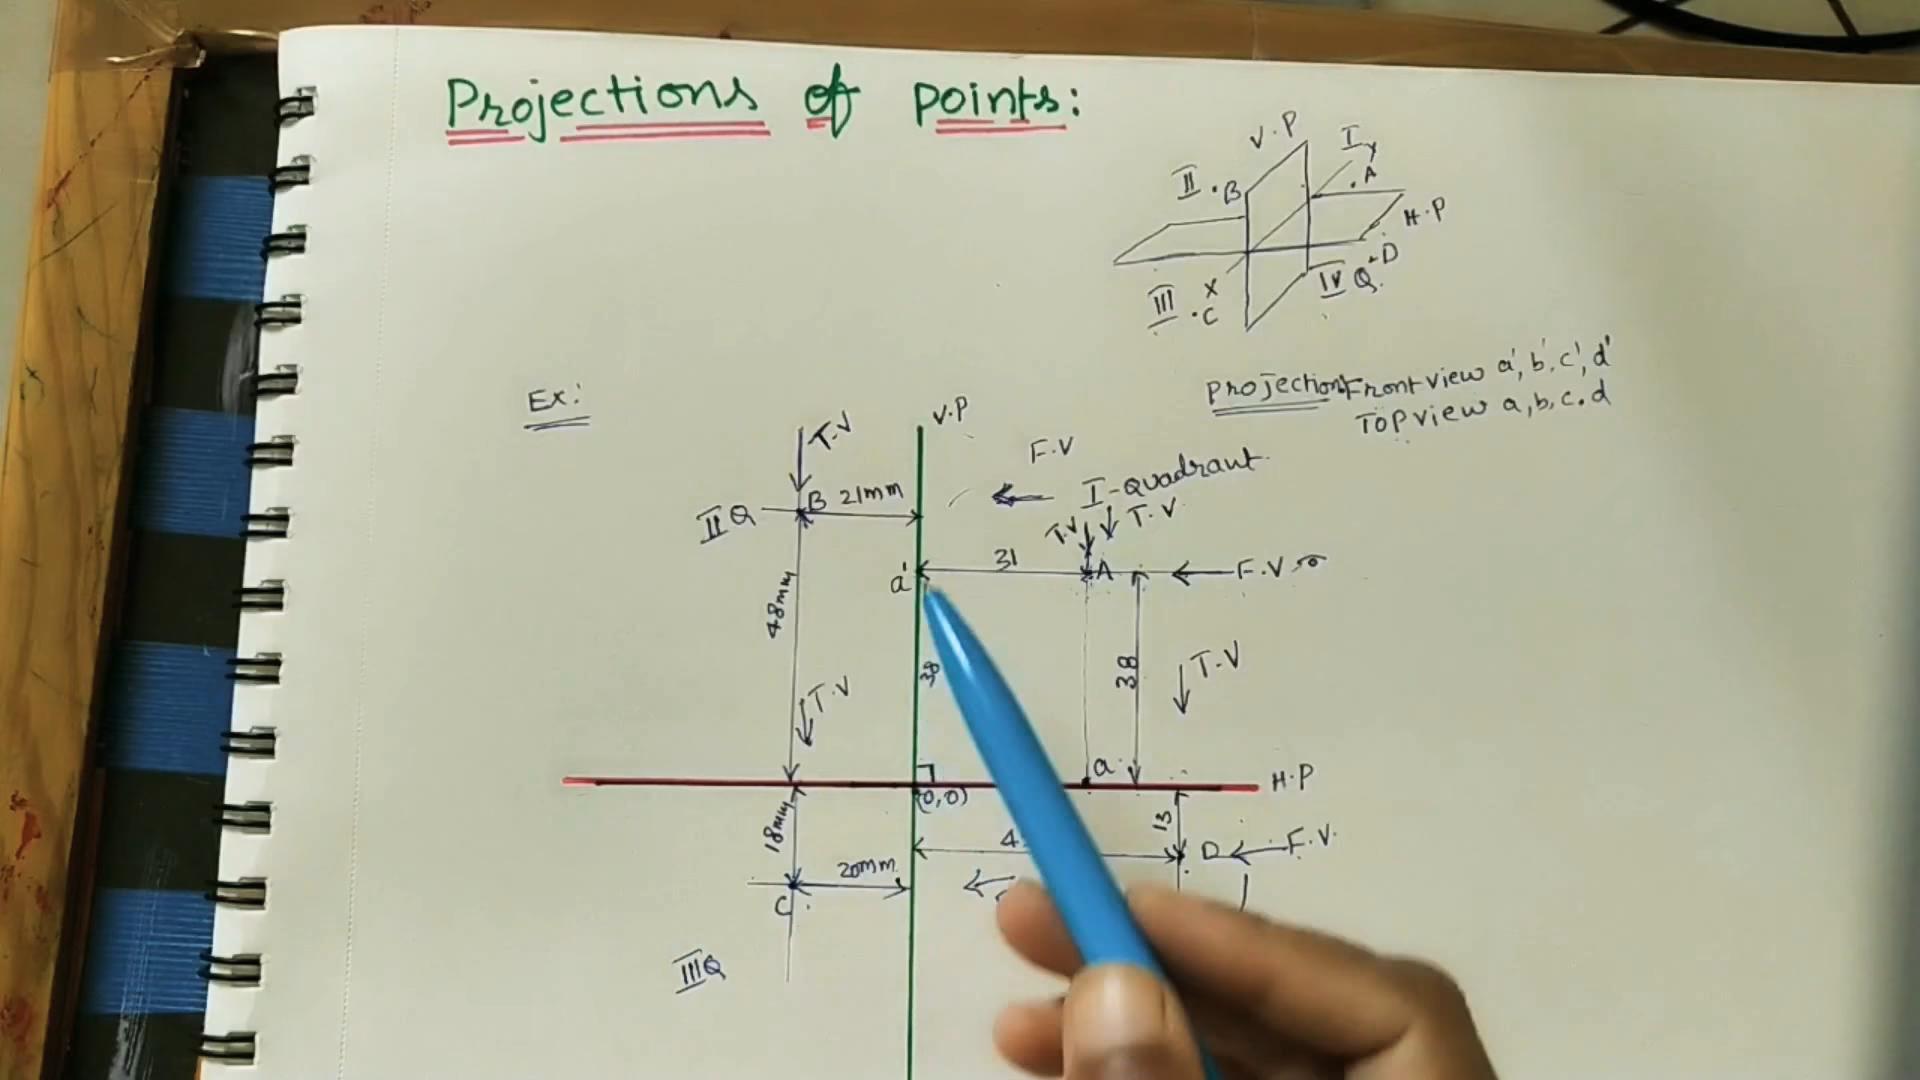 Projections of points:
V.P
I
Y
II .B
.A
H.P
.D
X
IV Q.
III .C
Projection Front view a', b', c', d'
Top view a, b, c. d
Ex:
V.P
T.V
F.V
I-Quadrant.
B 21mm
II Q
T.V
T.V
31
a'
A
F.V
48mm
38
38
T.V
T.V
a
H.P
(0,0)
18mm
13
4
D
F.V.
20mm
C
III Q